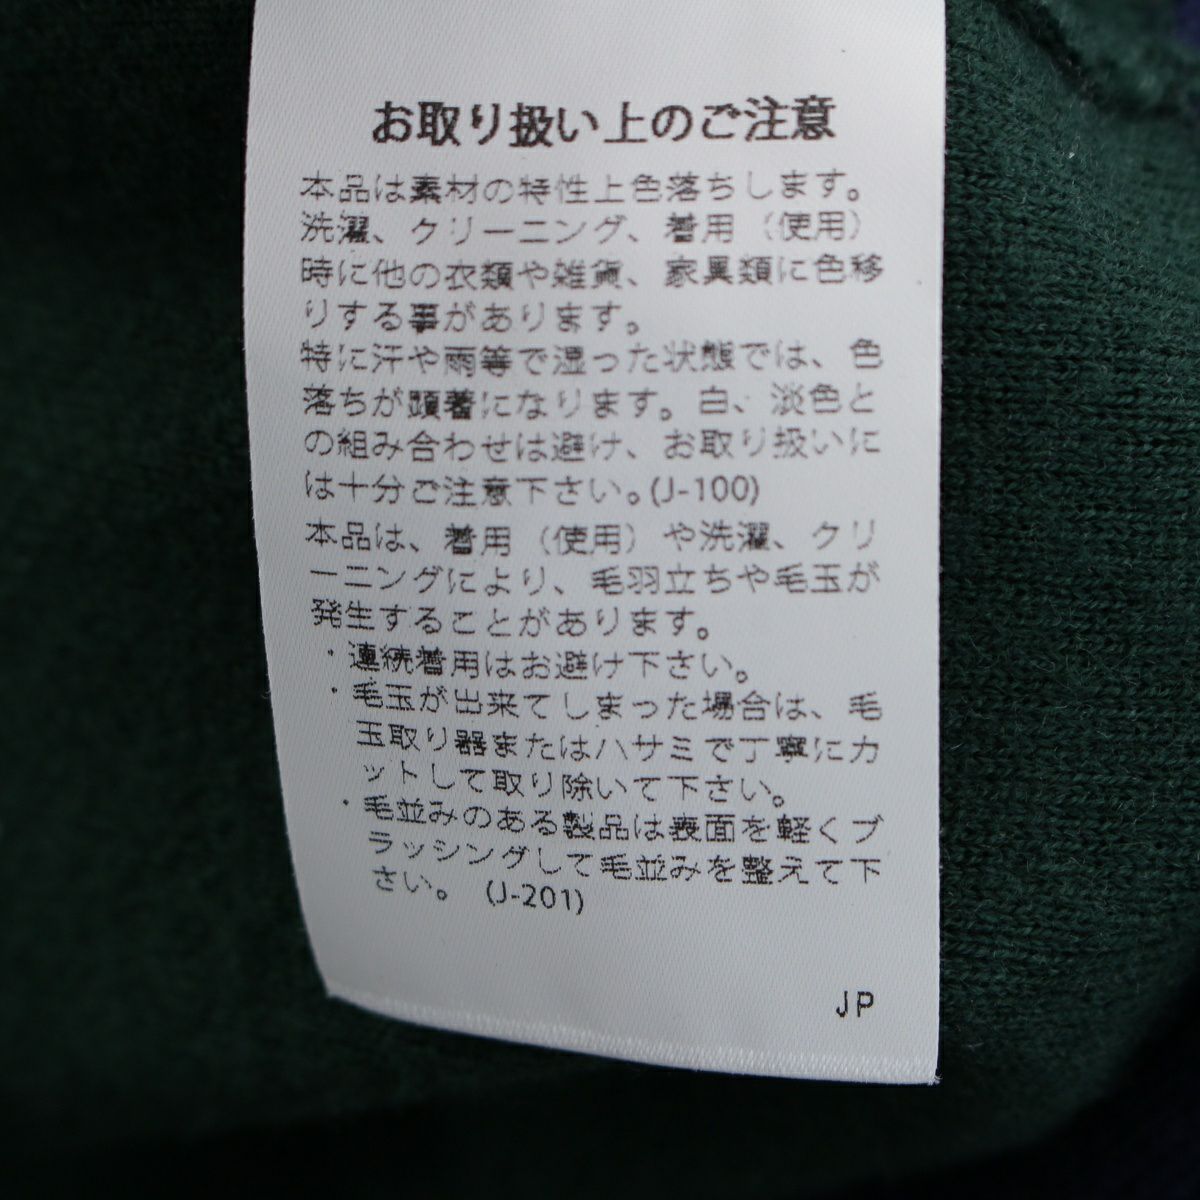 お取り扱い上のご注意
本品は素材の特性上色落ちします。
洗濯、クリーニング、着用（使用）
時に他の衣類や雑貨、家具類に色移
りする事があります。
特に汗や雨等で湿った状態では、色
落ちが顕著になります。白、淡色と
の組み合わせは避け、お取り扱いに
は十分ご注意下さい。(J-100)
本品は、着用（使用）や洗濯、クリ
ーニングにより、毛羽立ちや毛玉が
発生することがあります。
・連続着用はお避け下さい。
・毛玉が出来てしまった場合は、毛
玉取り器またはハサミで丁寧にカ
ットして取り除いて下さい。
・毛並みのある製品は表面を軽くブ
ラッシングして毛並みを整えて下
さい。 (J-201)
JP